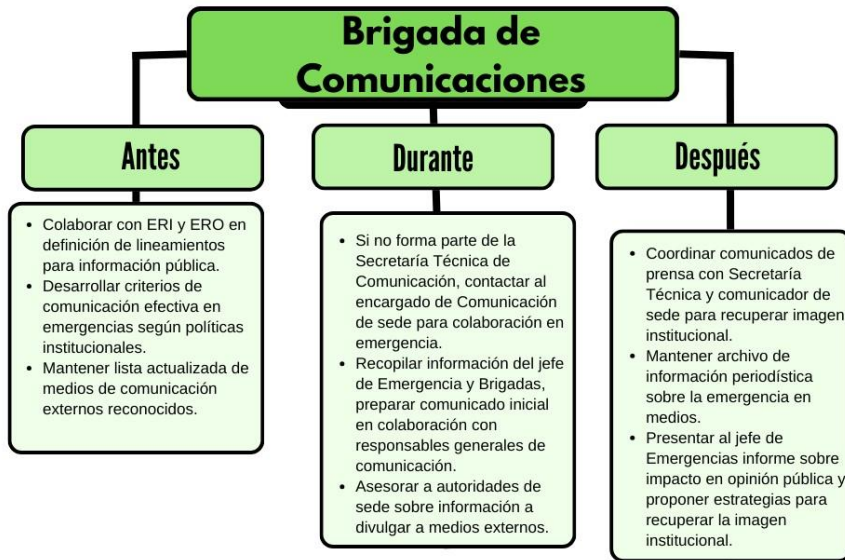 Brigada de
Comunicaciones
Antes
• Colaborar con ERI y ERO en
definición de lineamientos
para información pública.
• Desarrollar criterios de
comunicación efectiva en
emergencias según políticas
institucionales.
• Mantener lista actualizada de
medios de comunicación
externos reconocidos.
Durante
• Si no forma parte de la
Secretaría Técnica de
Comunicación, contactar al
encargado de Comunicación
de sede para colaboración en
emergencia.
• Recopilar información del jefe
de Emergencia y Brigadas,
preparar comunicado inicial
en colaboración con
responsables generales de
comunicación.
• Asesorar a autoridades de
sede sobre información a
divulgar a medios externos.
Después
• Coordinar comunicados de
prensa con Secretaría
Técnica y comunicador de
sede para recuperar imagen
institucional.
• Mantener archivo de
información periodística
sobre la emergencia en
medios.
• Presentar al jefe de
Emergencias informe sobre
impacto en opinión pública y
proponer estrategias para
recuperar la imagen
institucional.